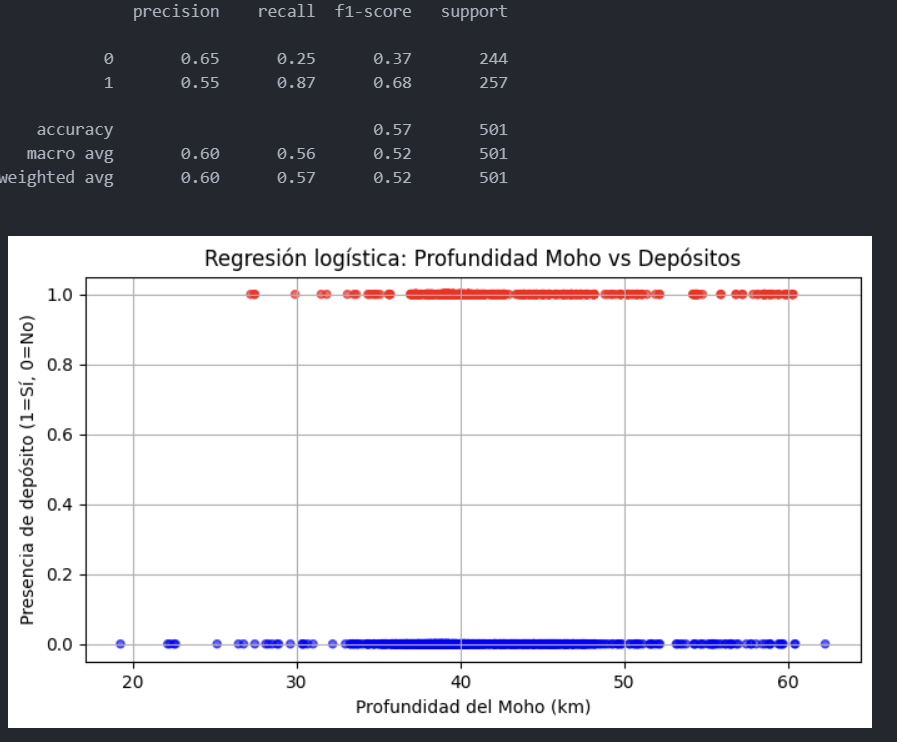 precision recall f1-score support
0 0.65 0.25 0.37 244
1 0.55 0.87 0.68 257
accuracy 0.57 501
macro avg 0.60 0.56 0.52 501
weighted avg 0.60 0.57 0.52 501
Regresión logística: Profundidad Moho vs Depósitos
Presencia de depósito (1=Sí, 0=No)
1.0
0.8
0.6
0.4
0.2
0.0
20 30 40 50 60
Profundidad del Moho (km)